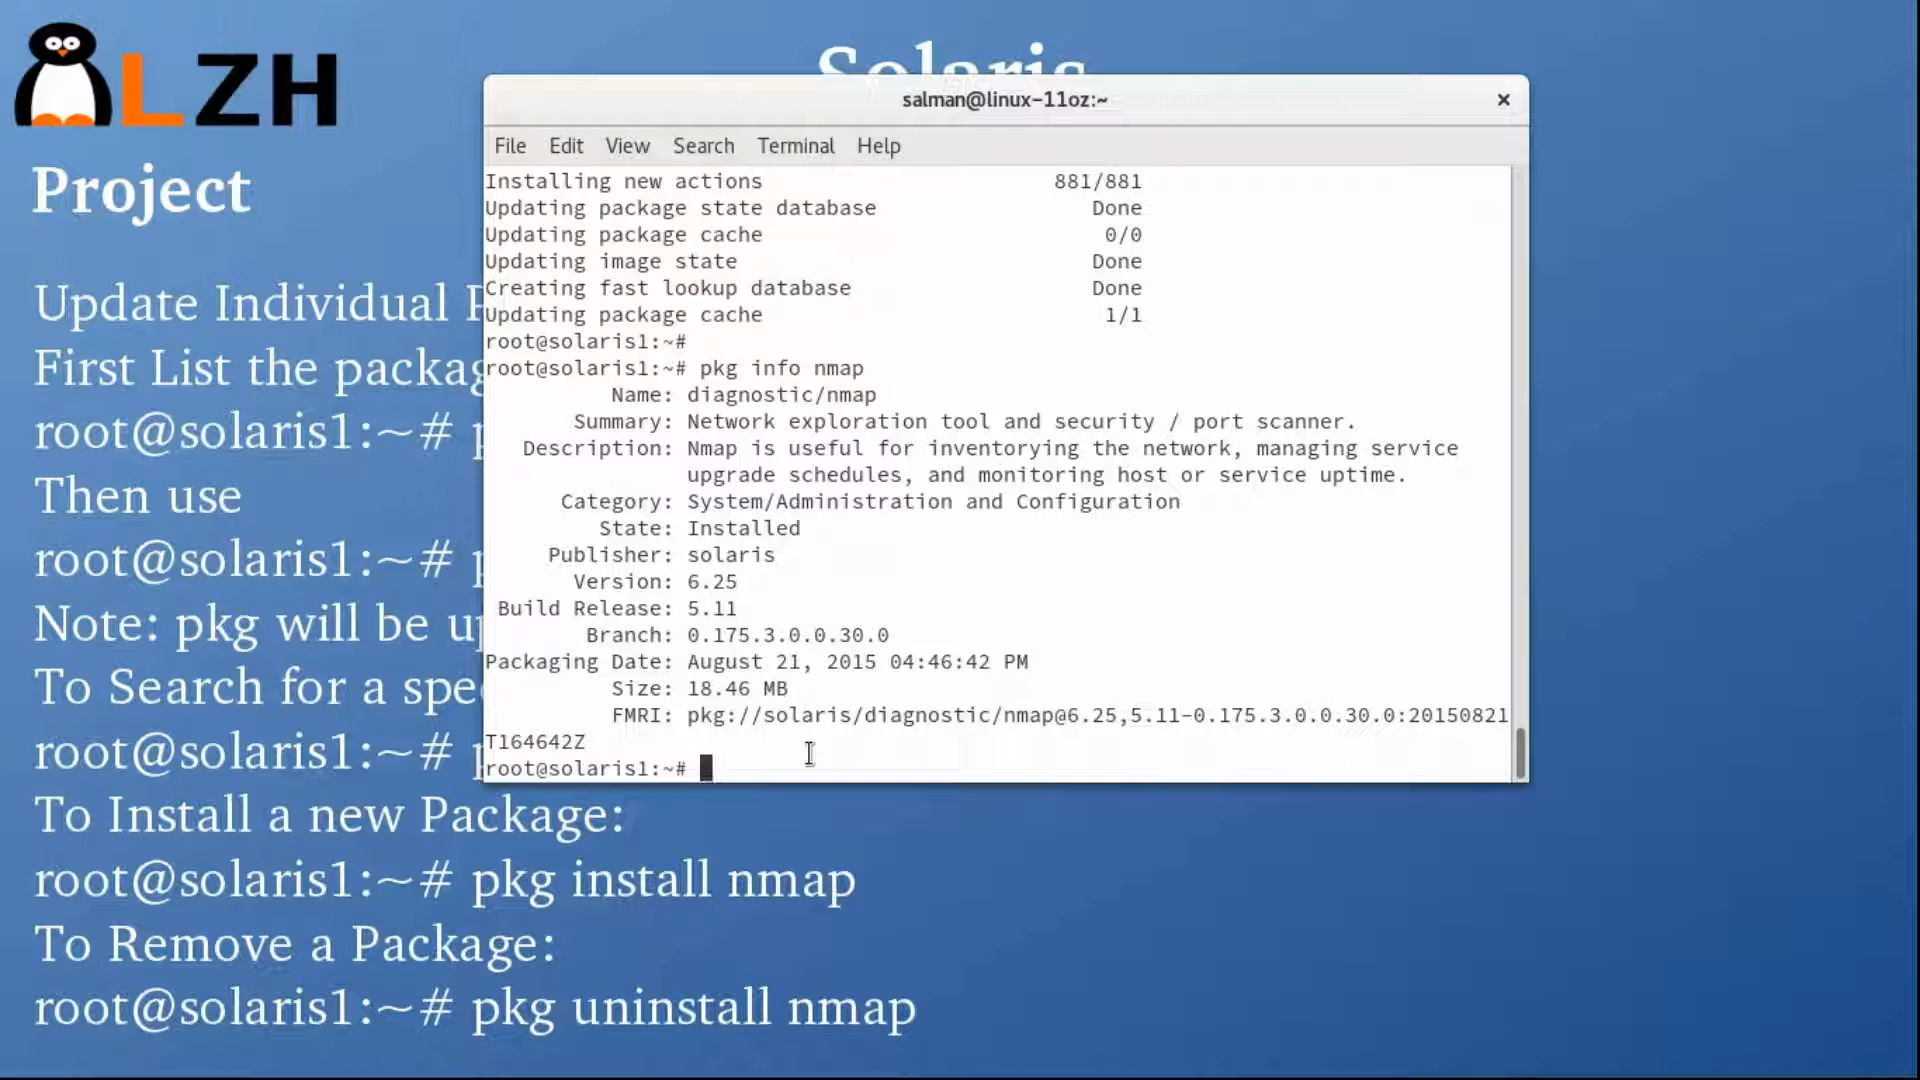 LZH
Solaris
Project
Update Individual
First List the packag
root@solaris1:~# p
Then use
root@solaris1:~# p
Note: pkg will be up
To Search for a spe
root@solaris1:~# p
To Install a new Package:
root@solaris1:~# pkg install nmap
To Remove a Package:
root@solaris1:~# pkg uninstall nmap
salman@linux-11oz:~ ×
File Edit View Search Terminal Help
Installing new actions 881/881
Updating package state database Done
Updating package cache 0/0
Updating image state Done
Creating fast lookup database Done
Updating package cache 1/1
root@solaris1:~#
root@solaris1:~# pkg info nmap
Name: diagnostic/nmap
Summary: Network exploration tool and security / port scanner.
Description: Nmap is useful for inventorying the network, managing service
upgrade schedules, and monitoring host or service uptime.
Category: System/Administration and Configuration
State: Installed
Publisher: solaris
Version: 6.25
Build Release: 5.11
Branch: 0.175.3.0.0.30.0
Packaging Date: August 21, 2015 04:46:42 PM
Size: 18.46 MB
FMRI: pkg://solaris/diagnostic/nmap@6.25,5.11-0.175.3.0.0.30.0:20150821
T164642Z
root@solaris1:~#